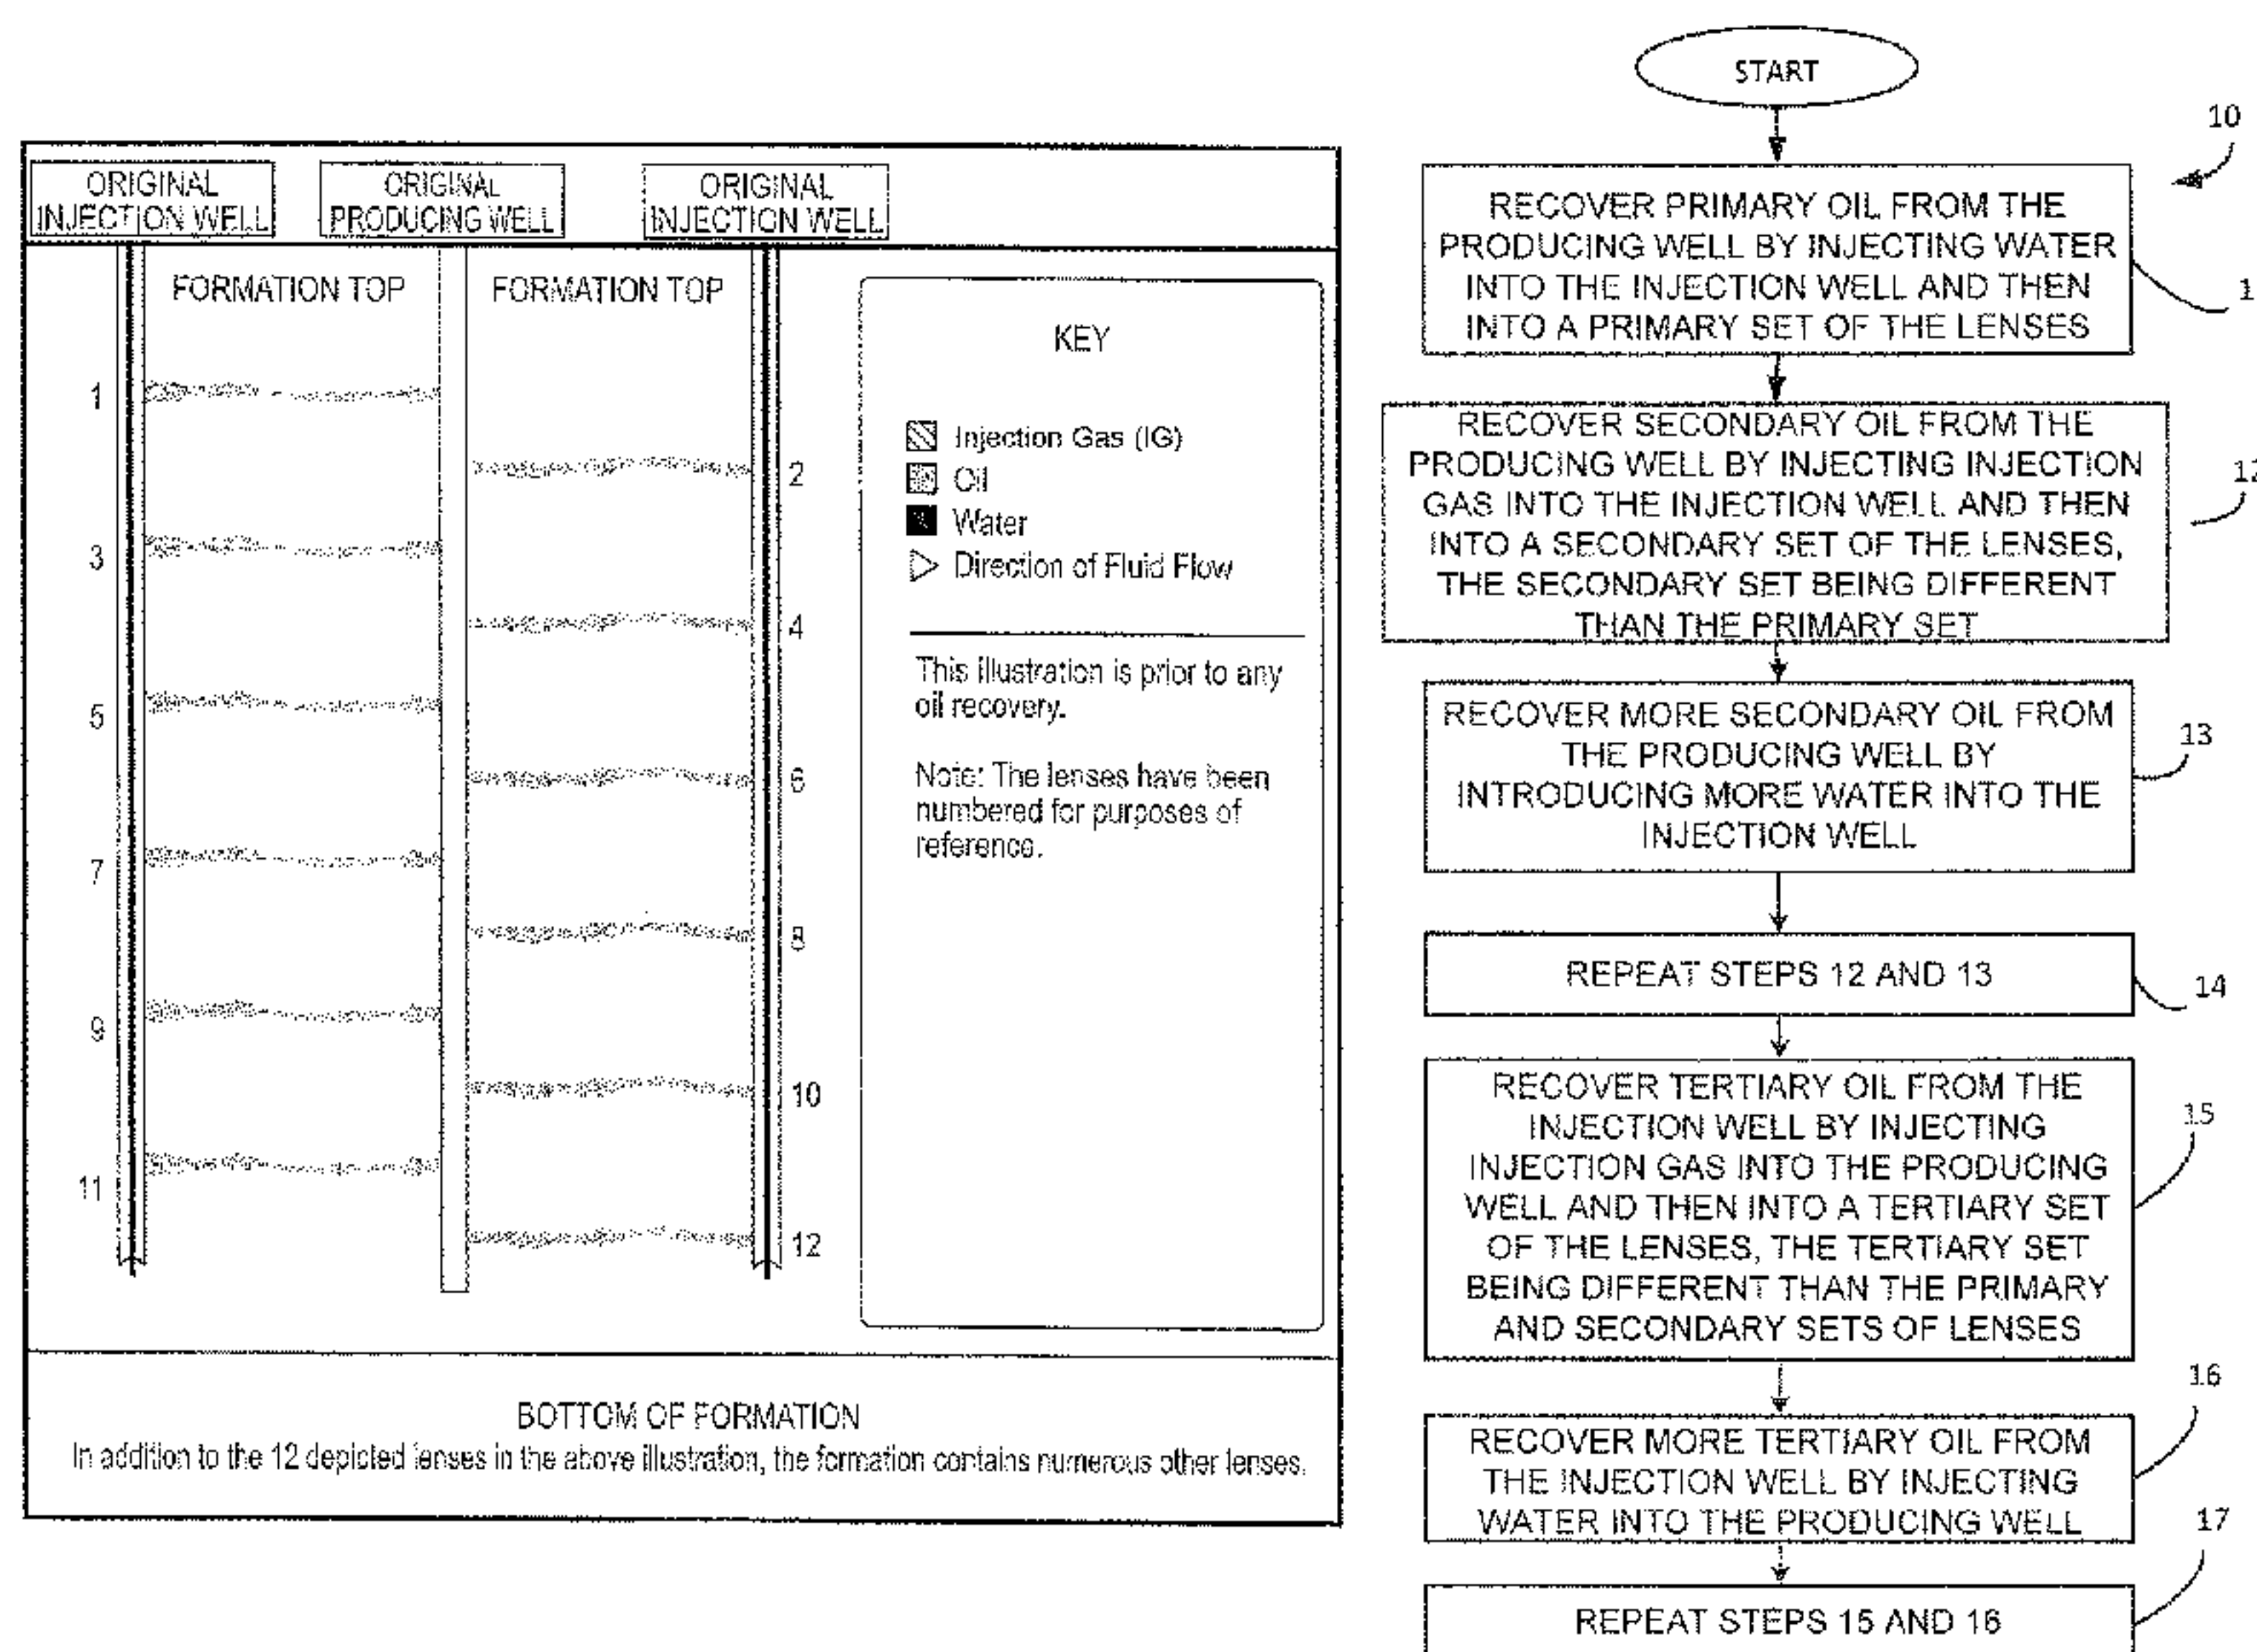 ORIGINAL
INJECTION WELL
ORIGINAL
PRODUCING WELL
ORIGINAL
INJECTION WELL
FORMATION TOP
FORMATION TOP
1
2
3
4
5
6
7
8
9
10
11
12
KEY
Injection Gas (IG)
Oil
Water
Direction of Fluid Flow
This illustration is prior to any
oil recovery.
Note: The lenses have been
numbered for purposes of
reference.
BOTTOM OF FORMATION
In addition to the 12 depicted lenses in the above illustration, the formation contains numerous other lenses.
START
10
RECOVER PRIMARY OIL FROM THE
PRODUCING WELL BY INJECTING WATER
INTO THE INJECTION WELL AND THEN
INTO A PRIMARY SET OF THE LENSES
1
RECOVER SECONDARY OIL FROM THE
PRODUCING WELL BY INJECTING INJECTION
GAS INTO THE INJECTION WELL AND THEN
INTO A SECONDARY SET OF THE LENSES,
THE SECONDARY SET BEING DIFFERENT
THAN THE PRIMARY SET
12
RECOVER MORE SECONDARY OIL FROM
THE PRODUCING WELL BY
INTRODUCING MORE WATER INTO THE
INJECTION WELL
13
REPEAT STEPS 12 AND 13
14
RECOVER TERTIARY OIL FROM THE
INJECTION WELL BY INJECTING
INJECTION GAS INTO THE PRODUCING
WELL AND THEN INTO A TERTIARY SET
OF THE LENSES, THE TERTIARY SET
BEING DIFFERENT THAN THE PRIMARY
AND SECONDARY SETS OF LENSES
15
RECOVER MORE TERTIARY OIL FROM
THE INJECTION WELL BY INJECTING
WATER INTO THE PRODUCING WELL
16
REPEAT STEPS 15 AND 16
17